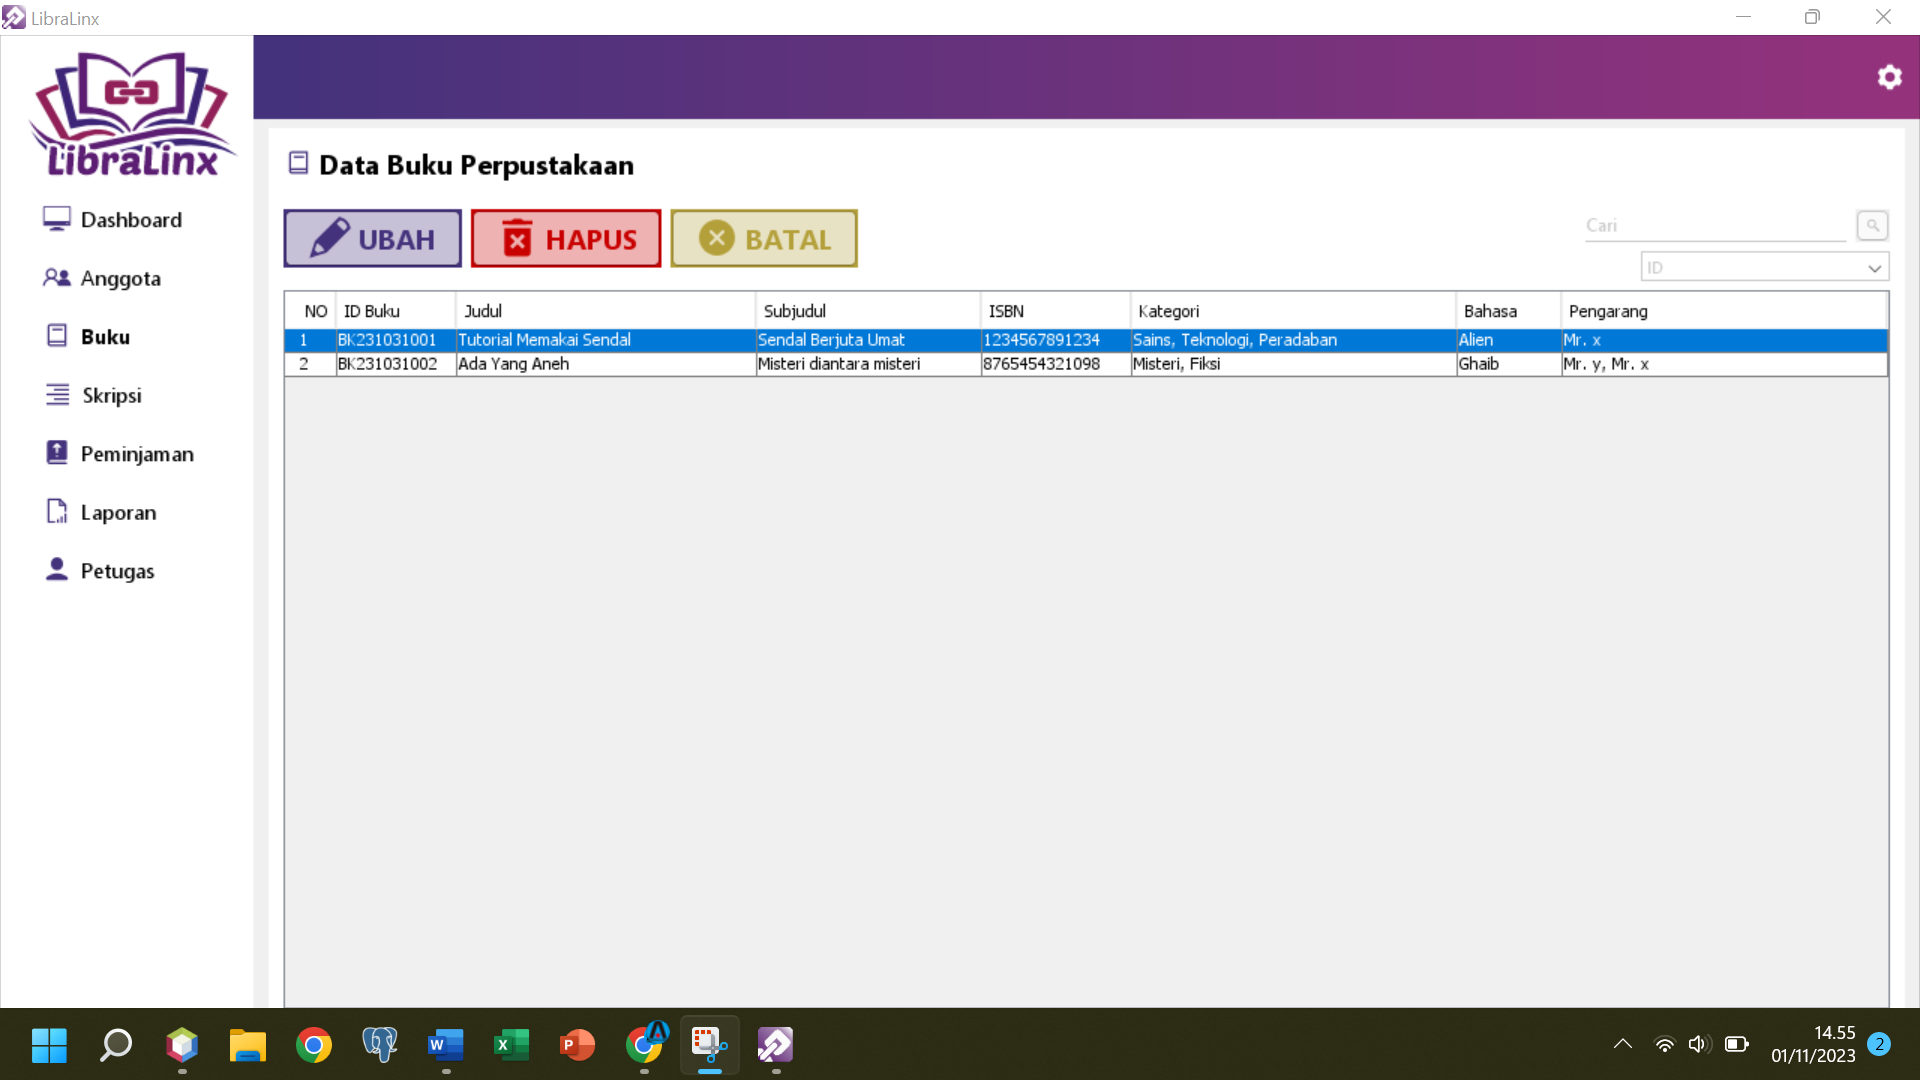 LibraLinx
LibraLinx
Dashboard
Anggota
Buku
Skripsi
Peminjaman
Laporan
Petugas
Data Buku Perpustakaan
UBAH HAPUS BATAL
Cari
ID
NO ID Buku Judul Subjudul ISBN Kategori Bahasa Pengarang
1 BK231031001 Tutorial Memakai Sendal Sendal Berjuta Umat 1234567891234 Sains, Teknologi, Peradaban Alien Mr. x
2 BK231031002 Ada Yang Aneh Misteri diantara misteri 8765454321098 Misteri, Fiksi Ghaib Mr. y, Mr. x
W X P A
14.55
01/11/2023
2